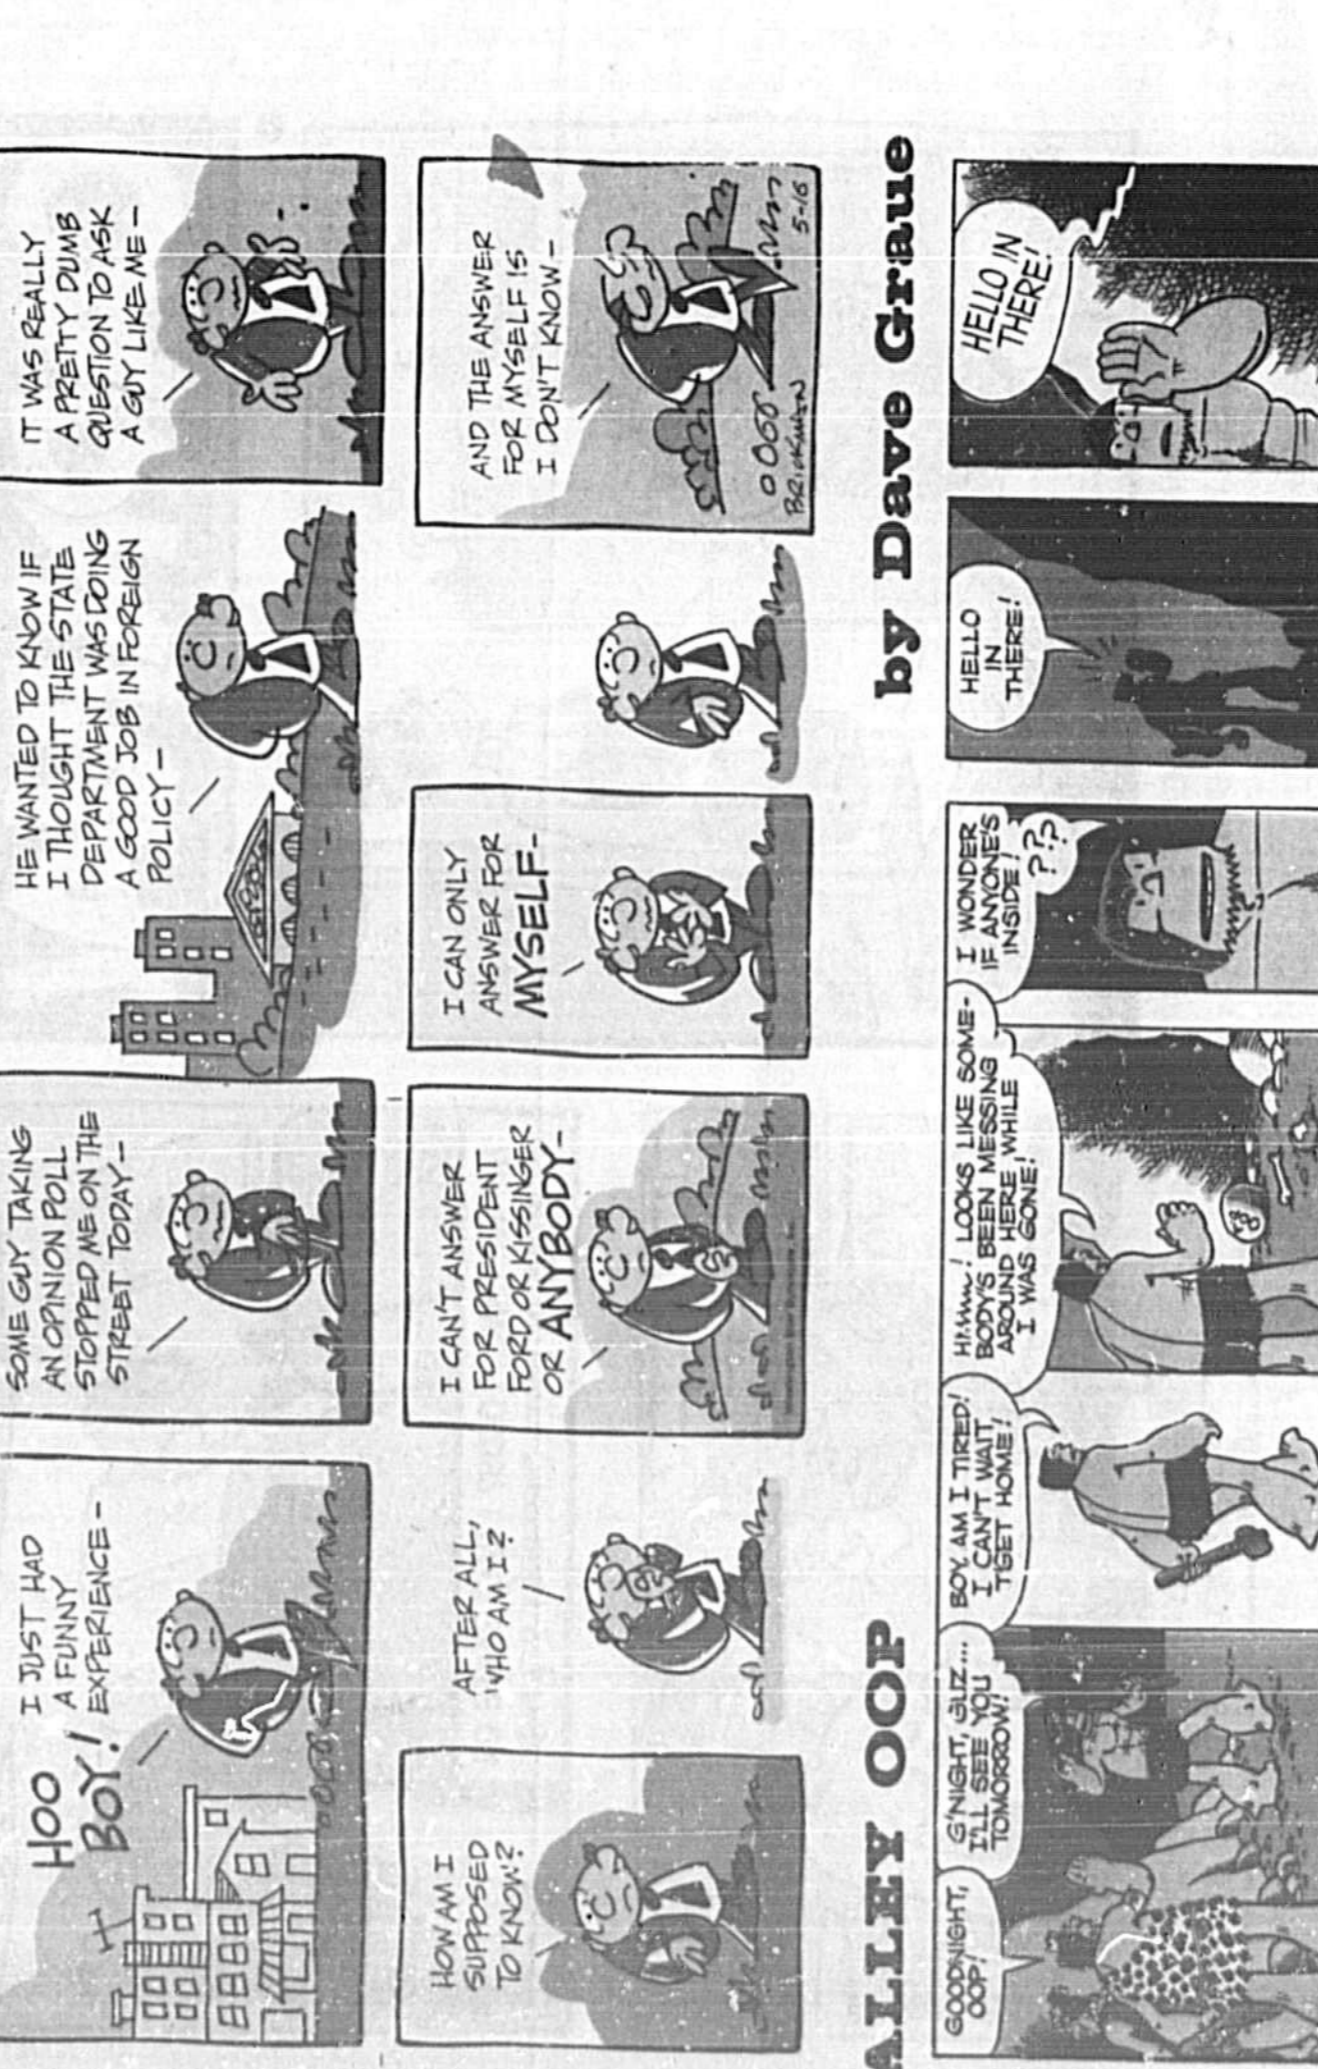 HOO
BOY!
I JUST HAD
A FUNNY
EXPERIENCE–
SOME GUY TAKING
AN OPINION POLL
STOPPED ME ON THE
STREET TODAY–
HE WANTED TO KNOW IF
I THOUGHT THE STATE
DEPARTMENT WAS DOING
A GOOD JOB IN FOREIGN
POLICY–
IT WAS REALLY
A PRETTY DUMB
QUESTION TO ASK
A GUY LIKE ME–
HOW AM I
SUPPOSED
TO KNOW?
AFTER ALL,
WHO AM I?
I CAN'T ANSWER
FOR PRESIDENT
FORD OR KISSINGER
OR ANYBODY–
I CAN ONLY
ANSWER FOR
MYSELF–
AND THE ANSWER
FOR MYSELF IS
I DON'T KNOW–
BRICKMAN
5-16
ALLEY OOP by Dave Graue
GOODNIGHT,
OOP!
G'NIGHT, GUZ...
I'LL SEE YOU
TOMORROW!
BOY, AM I TIRED!
I CAN'T WAIT
T'GET HOME!
HMM! LOOKS LIKE SOME-
BODY'S BEEN MESSING
AROUND HERE WHILE
I WAS GONE!
I WONDER
IF ANYONE'S
INSIDE!
???
HELLO
IN
THERE!
HELLO IN
THERE!